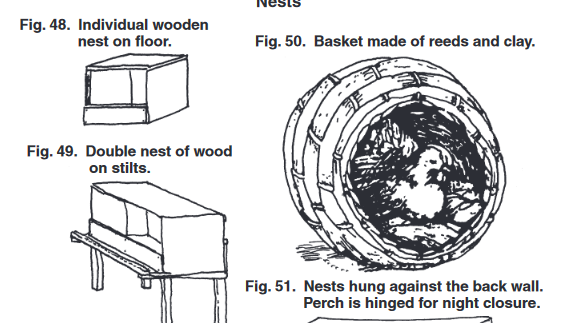 Nests
Fig. 48. Individual wooden
nest on floor.
Fig. 50. Basket made of reeds and clay.
Fig. 49. Double nest of wood
on stilts.
Fig. 51. Nests hung against the back wall.
Perch is hinged for night closure.